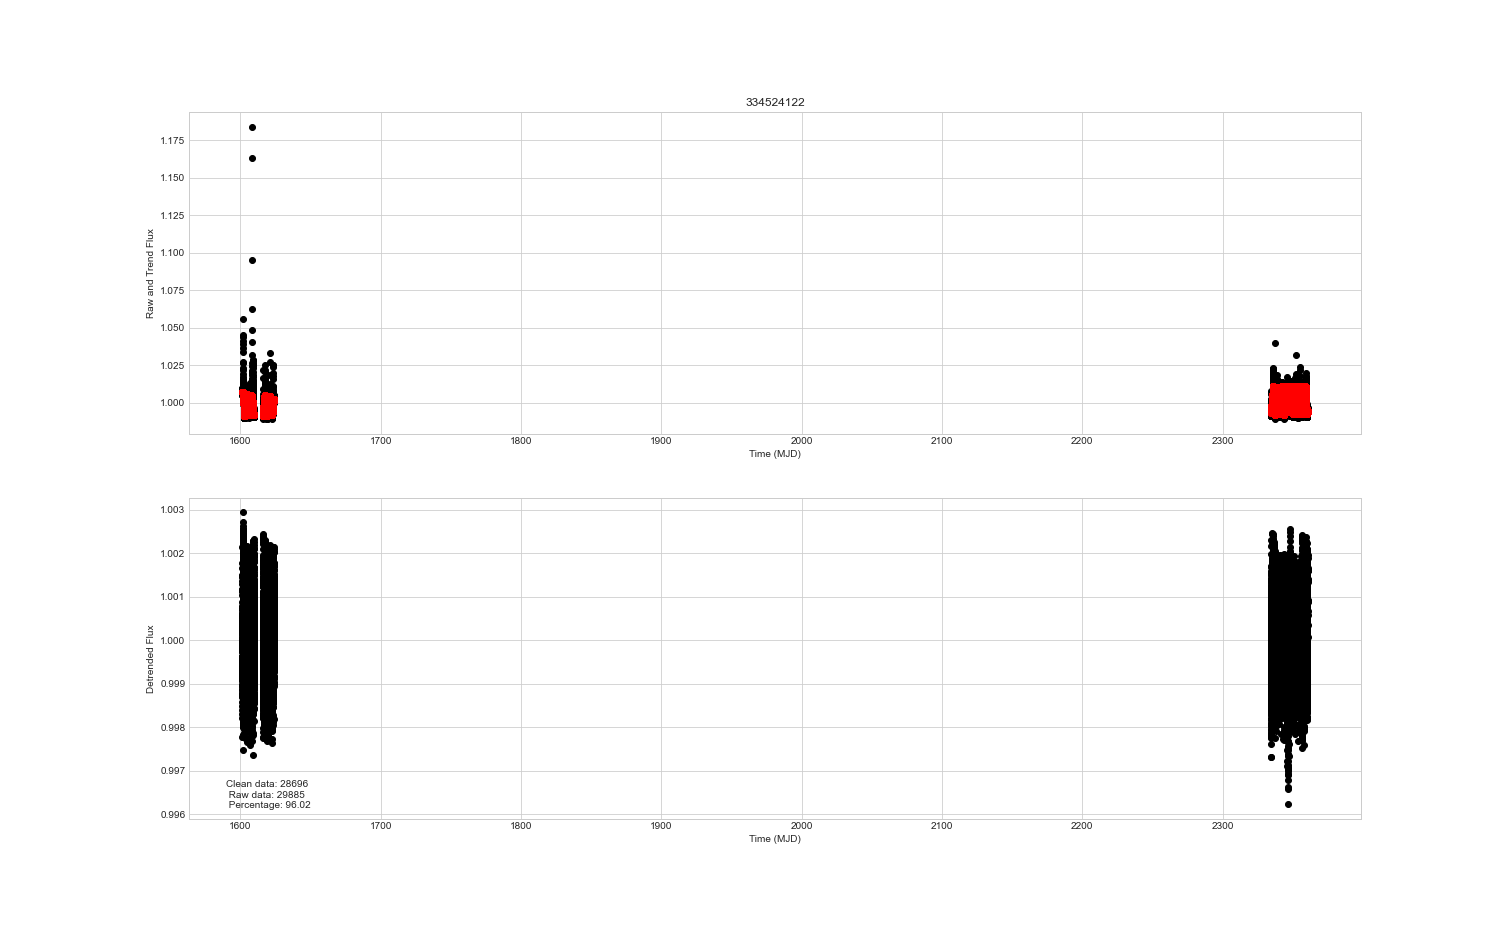 334524122
Raw and Trend Flux
1.175
1.150
1.125
1.100
1.075
1.050
1.025
1.000
1600 1700 1800 1900 2000 2100 2200 2300
Time (MJD)
Detrended Flux
1.003
1.002
1.001
1.000
0.999
0.998
0.997
0.996
Clean data: 28696
Raw data: 29885
Percentage: 96.02
1600 1700 1800 1900 2000 2100 2200 2300
Time (MJD)